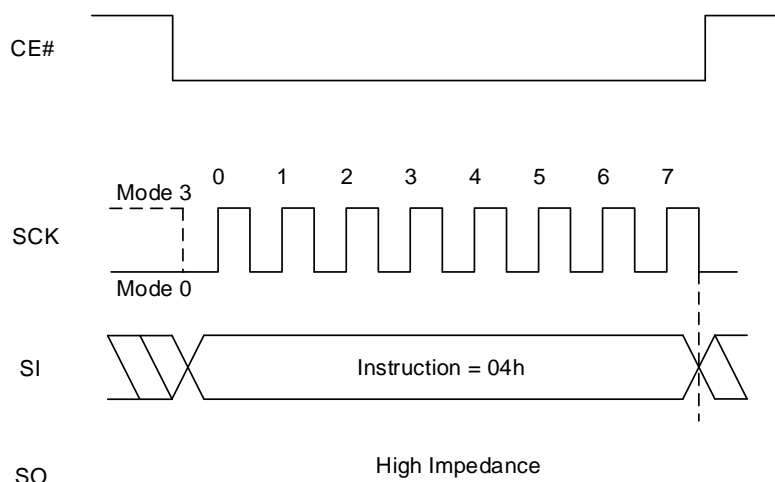 CE#
0 1 2 3 4 5 6 7
Mode 3
SCK
Mode 0
SI
Instruction = 04h
High Impedance
SO